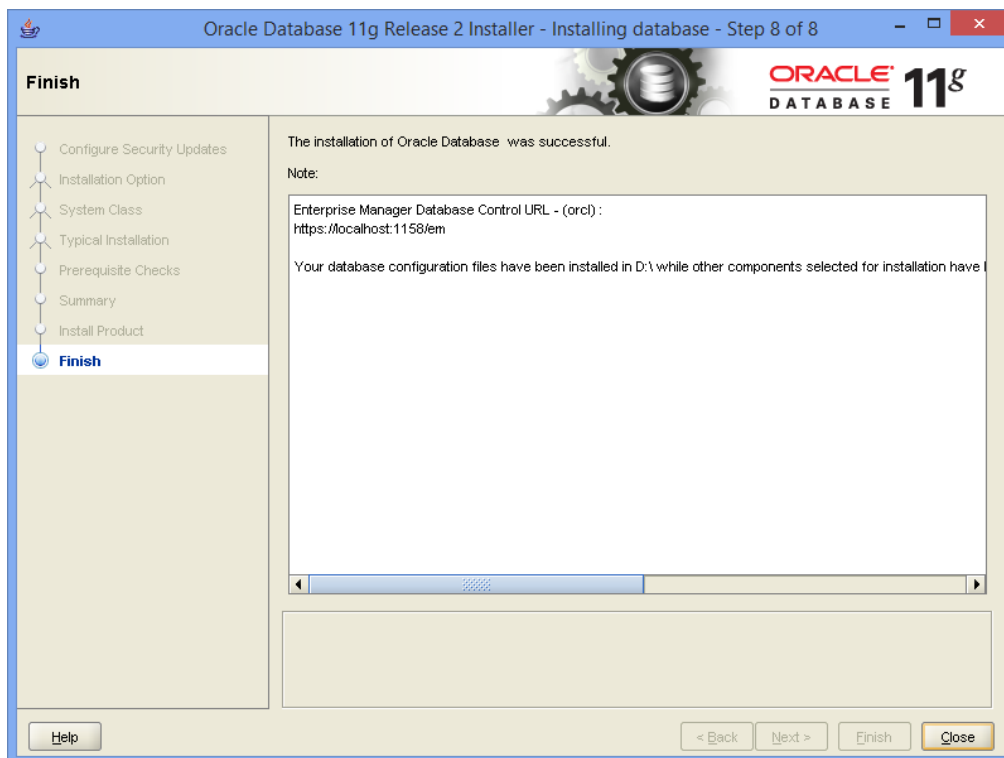 Oracle Database 11g Release 2 Installer - Installing database - Step 8 of 8
Finish
ORACLE
DATABASE
11g
Configure Security Updates
Installation Option
System Class
Typical Installation
Prerequisite Checks
Summary
Install Product
Finish
The installation of Oracle Database was successful.
Note:
Enterprise Manager Database Control URL - (orcl) :
https://localhost:1158/em
Your database configuration files have been installed in D:\ while other components selected for installation have
Help
< Back
Next >
Finish
Close